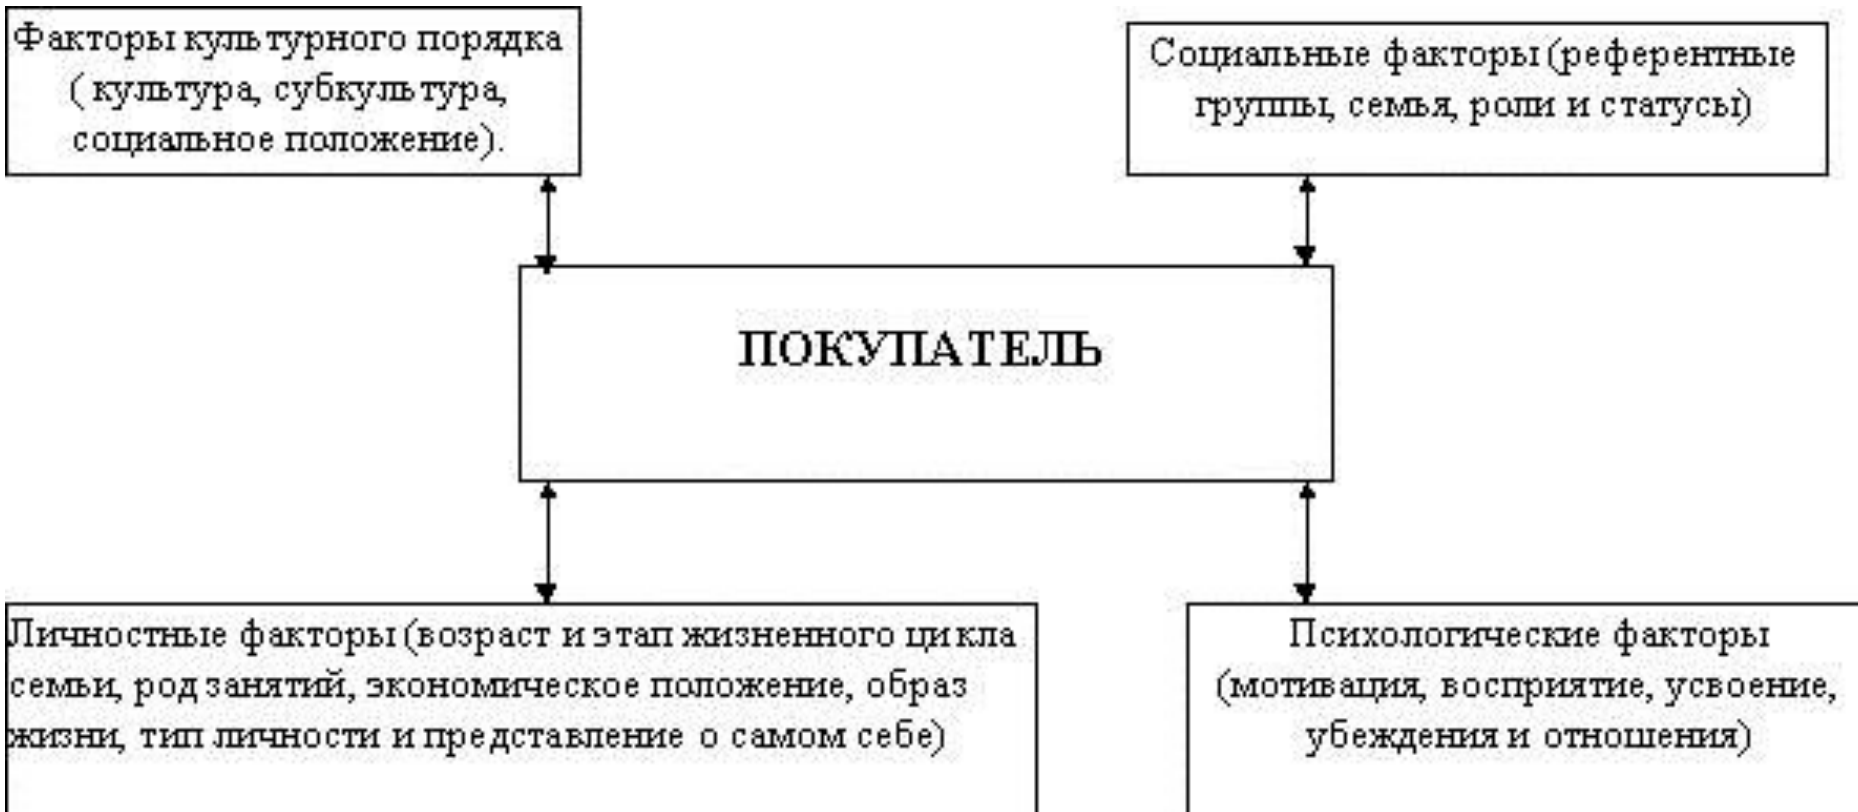 Факторы культурного порядка
( культура, субкультура,
социальное положение).
Социальные факторы (референтные
группы, семья, роли и статусы)
ПОКУПАТЕЛЬ
Личностные факторы (возраст и этап жизненного цикла
семьи, род занятий, экономическое положение, образ
жизни, тип личности и представление о самом себе)
Психологические факторы
(мотивация, восприятие, усвоение,
убеждения и отношения)